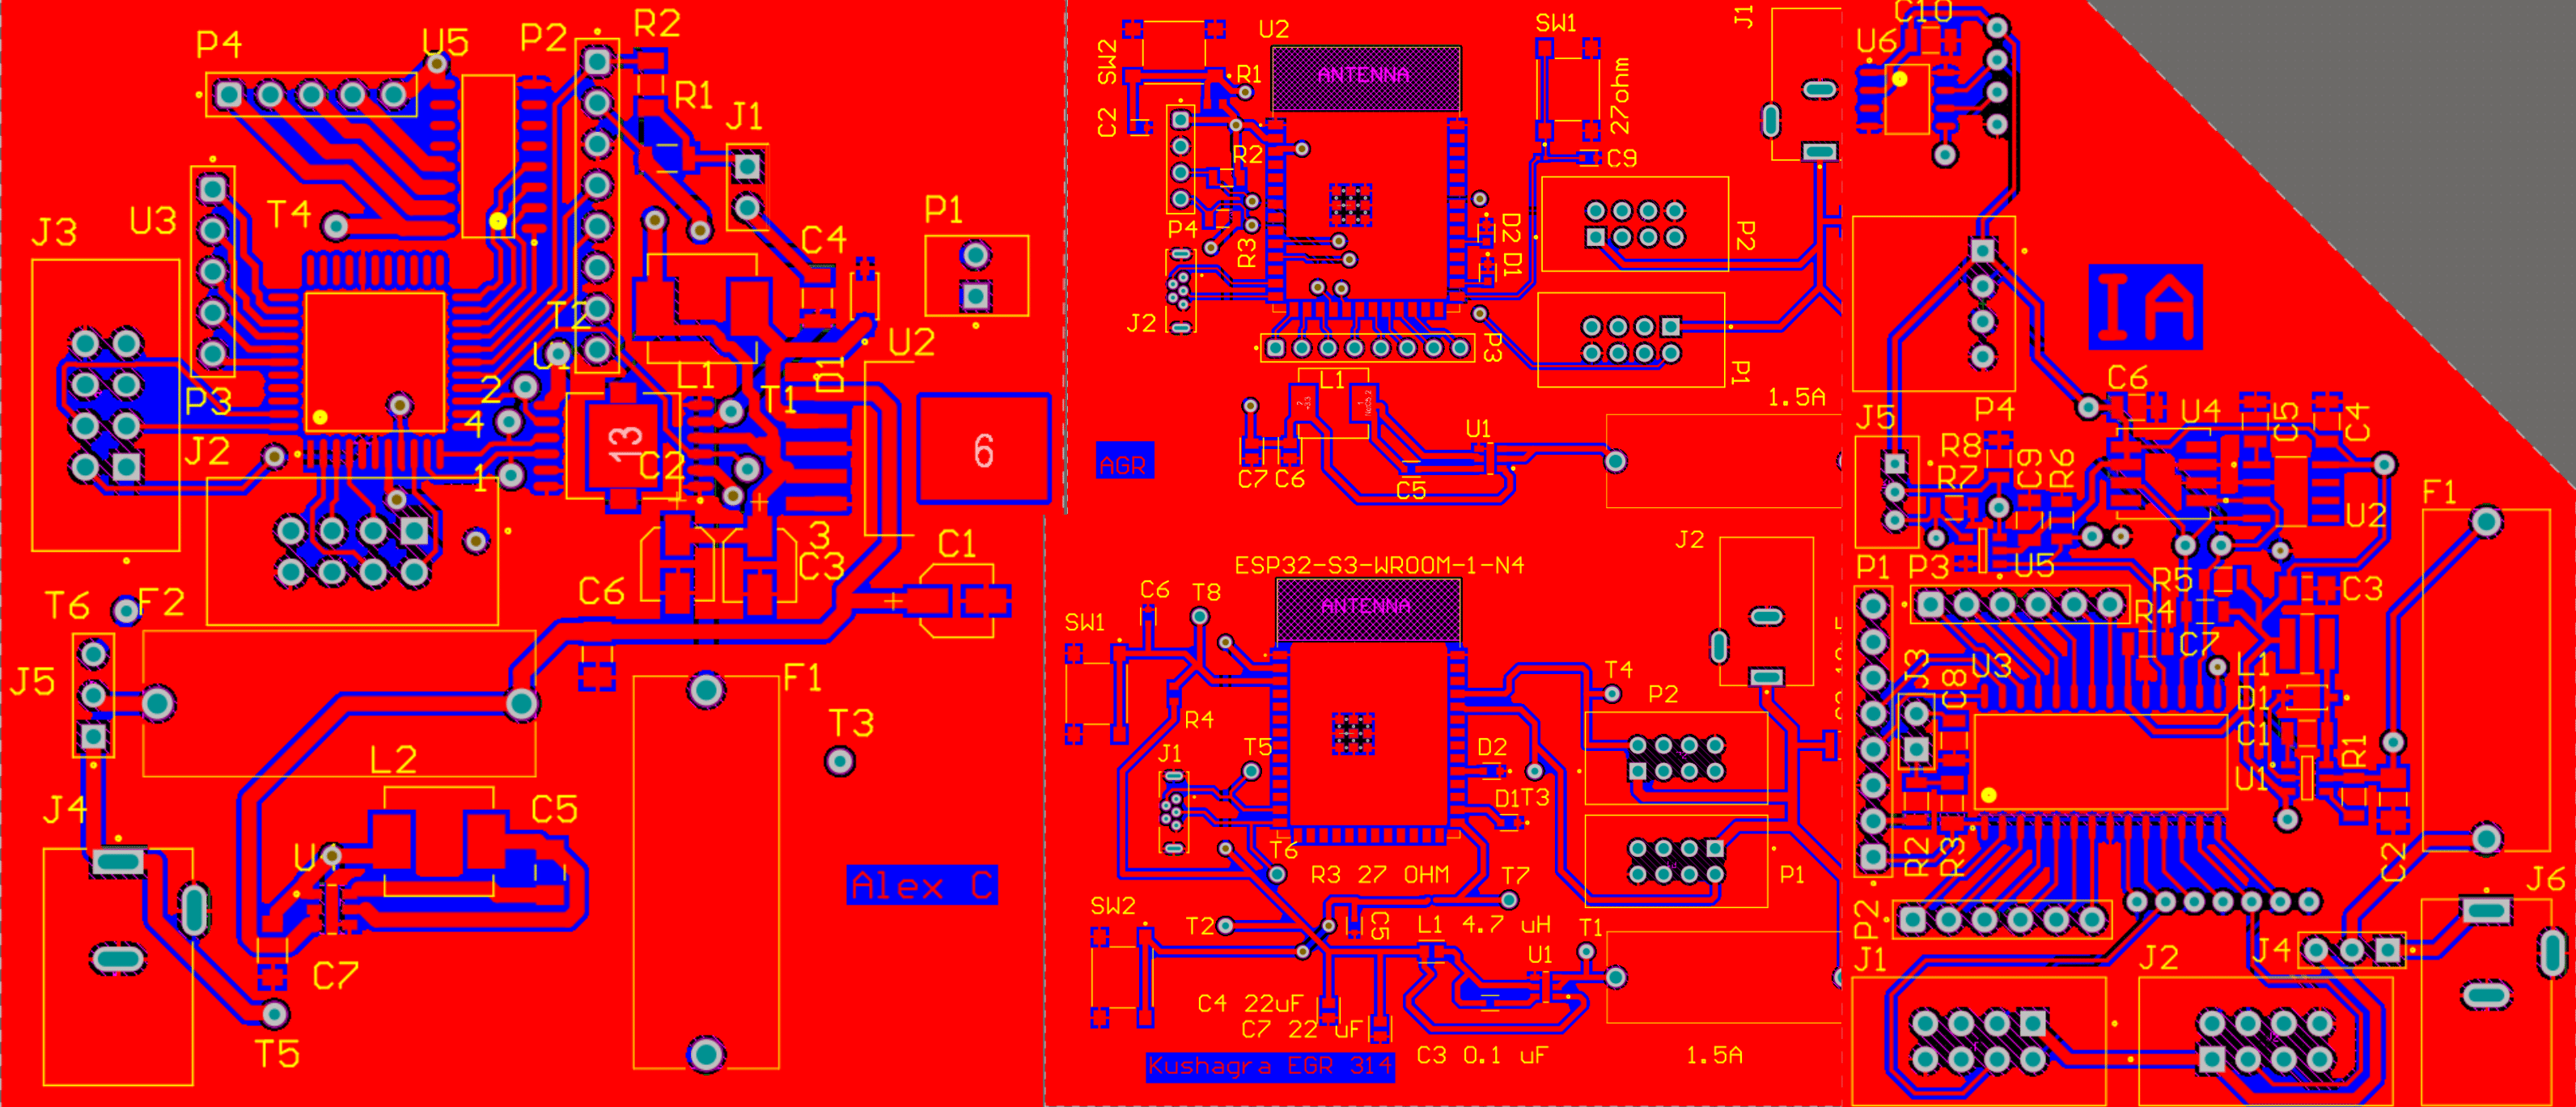 P4
U5
P2
R2
R1
J1
J3
U3
T4
C4
P1
T2
U2
2
P3
L1
T1
D1
4
J2
13
C2
6
1
3
C3
C1
C6
T6
F2
J5
F1
T3
L2
J4
C5
C7
T5
Alex C
SW2
U2
ANTENNA
SW1
J1
R1
C2
27ohm
R2
C9
P4
R3
D2
P2
D1
J2
P3
P1
L1
1.5A
U1
AGR
C7
C6
C5
J2
ESP32-S3-WROOM-1-N4
C6
T8
ANTENNA
SW1
R4
T4
P2
J1
T5
D2
D1
T3
T6
R3 27 OHM
T7
P1
SW2
T2
C5
L1
4.7 uH
T1
U1
C4 22uF
C7 22 uF
C3 0.1 uF
1.5A
Kushagra EGR 314
C10
U6
IA
C6
J5
P4
U4
C5
C4
R8
R7
C9
R6
U2
F1
P1
P3
U5
R5
C3
R4
C7
J3
U3
L1
C8
D1
C1
R1
U1
R2
R3
C2
J6
P2
J1
J2
J4